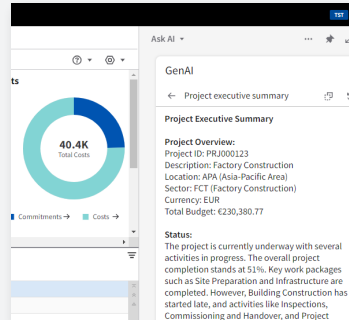 TST
Ask AI
ts
40.4K
Total Costs
Commitments
Costs
GenAI
Project executive summary
Project Executive Summary
Project Overview:
Project ID: PRJ000123
Description: Factory Construction
Location: APA (Asia-Pacific Area)
Sector: FCT (Factory Construction)
Currency: EUR
Total Budget: €230,380.77
Status:
The project is currently underway with several
activities in progress. The overall project
completion stands at 51%. Key work packages
such as Site Preparation and Infrastructure are
completed. However, Building Construction has
started late, and activities like Inspections,
Commissioning and Handover, and Project